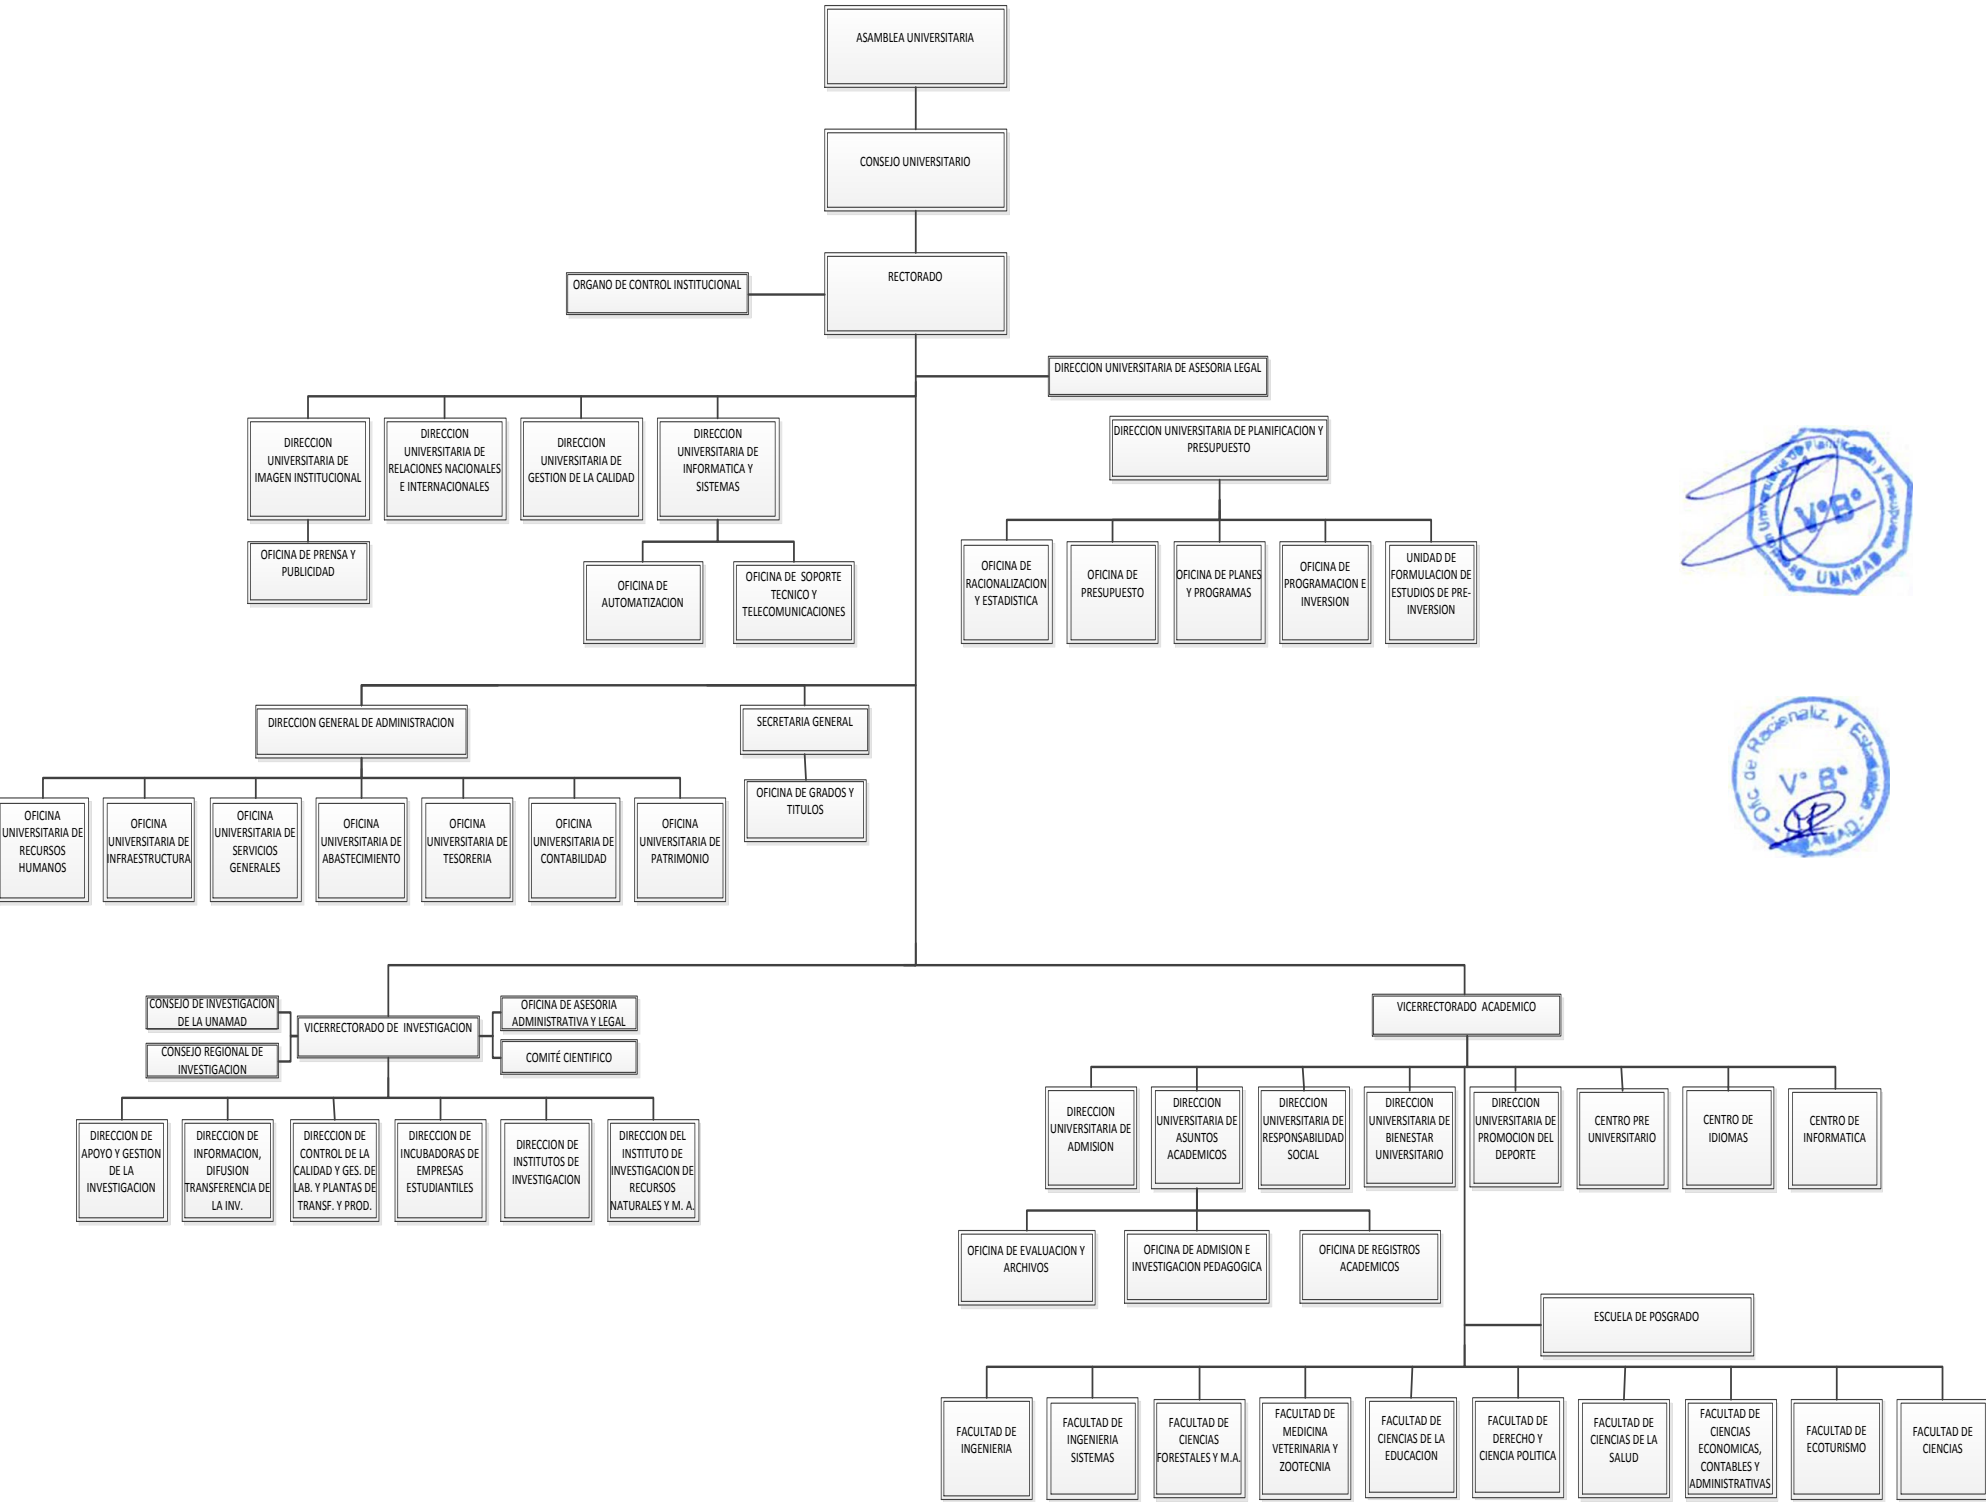 ASAMBLEA UNIVERSITARIA
CONSEJO UNIVERSITARIO
RECTORADO
ORGANO DE CONTROL INSTITUCIONAL
DIRECCION UNIVERSITARIA DE ASESORIA LEGAL
DIRECCION
UNIVERSITARIA DE
IMAGEN INSTITUCIONAL
DIRECCION
UNIVERSITARIA DE
RELACIONES NACIONALES
E INTERNACIONALES
DIRECCION
UNIVERSITARIA DE
GESTION DE LA CALIDAD
DIRECCION
UNIVERSITARIA DE
INFORMATICA Y
SISTEMAS
DIRECCION UNIVERSITARIA DE PLANIFICACION Y
PRESUPUESTO
OFICINA DE PRENSA Y
PUBLICIDAD
OFICINA DE
AUTOMATIZACION
OFICINA DE SOPORTE
TECNICO Y
TELECOMUNICACIONES
OFICINA DE
RACIONALIZACION
Y ESTADISTICA
OFICINA DE
PRESUPUESTO
OFICINA DE PLANES
Y PROGRAMAS
OFICINA DE
PROGRAMACION E
INVERSION
UNIDAD DE
FORMULACION DE
ESTUDIOS DE PRE-
INVERSION
Dirección Universitaria de Planificación y Presupuesto
V°B°
UNAMAD
DIRECCION GENERAL DE ADMINISTRACION
SECRETARIA GENERAL
OFICINA DE GRADOS Y
TITULOS
Ofic de Racionaliz. y Estadistica
V° B°
UNAMAD
OFICINA
UNIVERSITARIA DE
RECURSOS
HUMANOS
OFICINA
UNIVERSITARIA DE
INFRAESTRUCTURA
OFICINA
UNIVERSITARIA DE
SERVICIOS
GENERALES
OFICINA
UNIVERSITARIA DE
ABASTECIMIENTO
OFICINA
UNIVERSITARIA DE
TESORERIA
OFICINA
UNIVERSITARIA DE
CONTABILIDAD
OFICINA
UNIVERSITARIA DE
PATRIMONIO
CONSEJO DE INVESTIGACION
DE LA UNAMAD
CONSEJO REGIONAL DE
INVESTIGACION
VICERRECTORADO DE INVESTIGACION
OFICINA DE ASESORIA
ADMINISTRATIVA Y LEGAL
COMITÉ CIENTIFICO
VICERRECTORADO ACADEMICO
DIRECCION DE
APOYO Y GESTION
DE LA
INVESTIGACION
DIRECCION DE
INFORMACION,
DIFUSION
TRANSFERENCIA DE
LA INV.
DIRECCION DE
CONTROL DE LA
CALIDAD Y GES. DE
LAB. Y PLANTAS DE
TRANSF. Y PROD.
DIRECCION DE
INCUBADORAS DE
EMPRESAS
ESTUDIANTILES
DIRECCION DE
INSTITUTOS DE
INVESTIGACION
DIRECCION DEL
INSTITUTO DE
INVESTIGACION DE
RECURSOS
NATURALES Y M. A.
DIRECCION
UNIVERSITARIA DE
ADMISION
DIRECCION
UNIVERSITARIA DE
ASUNTOS
ACADEMICOS
DIRECCION
UNIVERSITARIA DE
RESPONSABILIDAD
SOCIAL
DIRECCION
UNIVERSITARIA DE
BIENESTAR
UNIVERSITARIO
DIRECCION
UNIVERSITARIA DE
PROMOCION DEL
DEPORTE
CENTRO PRE
UNIVERSITARIO
CENTRO DE
IDIOMAS
CENTRO DE
INFORMATICA
OFICINA DE EVALUACION Y
ARCHIVOS
OFICINA DE ADMISION E
INVESTIGACION PEDAGOGICA
OFICINA DE REGISTROS
ACADEMICOS
ESCUELA DE POSGRADO
FACULTAD DE
INGENIERIA
FACULTAD DE
INGENIERIA
SISTEMAS
FACULTAD DE
CIENCIAS
FORESTALES Y M.A.
FACULTAD DE
MEDICINA
VETERINARIA Y
ZOOTECNIA
FACULTAD DE
CIENCIAS DE LA
EDUCACION
FACULTAD DE
DERECHO Y
CIENCIA POLITICA
FACULTAD DE
CIENCIAS DE LA
SALUD
FACULTAD DE
CIENCIAS
ECONOMICAS,
CONTABLES Y
ADMINISTRATIVAS
FACULTAD DE
ECOTURISMO
FACULTAD DE
CIENCIAS